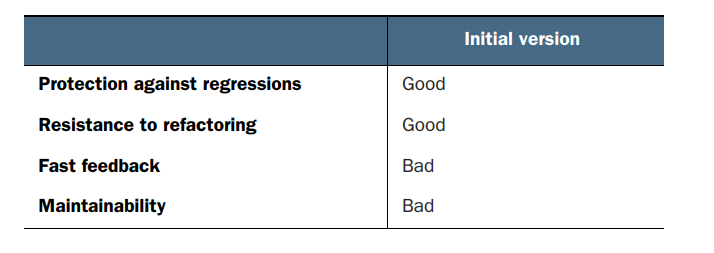 Initial version
Protection against regressions Good
Resistance to refactoring Good
Fast feedback Bad
Maintainability Bad